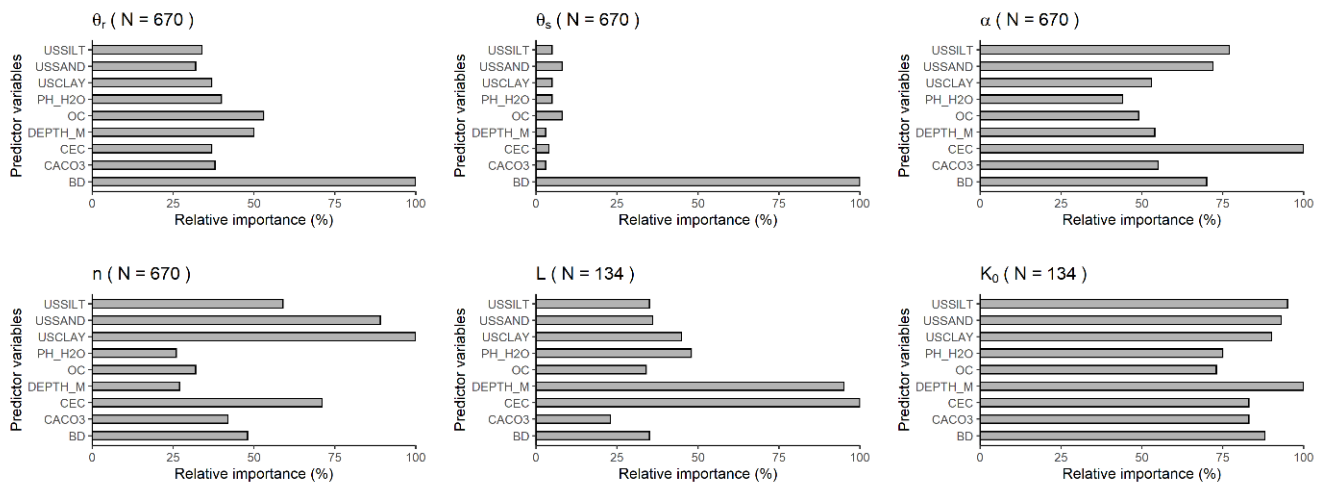 θr ( N = 670 )
Predictor variables
USSILT
USSAND
USCLAY
PH_H2O
OC
DEPTH_M
CEC
CACO3
BD
0 25 50 75 100
Relative importance (%)
θs ( N = 670 )
Predictor variables
USSILT
USSAND
USCLAY
PH_H2O
OC
DEPTH_M
CEC
CACO3
BD
0 25 50 75 100
Relative importance (%)
α ( N = 670 )
Predictor variables
USSILT
USSAND
USCLAY
PH_H2O
OC
DEPTH_M
CEC
CACO3
BD
0 25 50 75 100
Relative importance (%)
n ( N = 670 )
Predictor variables
USSILT
USSAND
USCLAY
PH_H2O
OC
DEPTH_M
CEC
CACO3
BD
0 25 50 75 100
Relative importance (%)
L ( N = 134 )
Predictor variables
USSILT
USSAND
USCLAY
PH_H2O
OC
DEPTH_M
CEC
CACO3
BD
0 25 50 75 100
Relative importance (%)
K0 ( N = 134 )
Predictor variables
USSILT
USSAND
USCLAY
PH_H2O
OC
DEPTH_M
CEC
CACO3
BD
0 25 50 75 100
Relative importance (%)